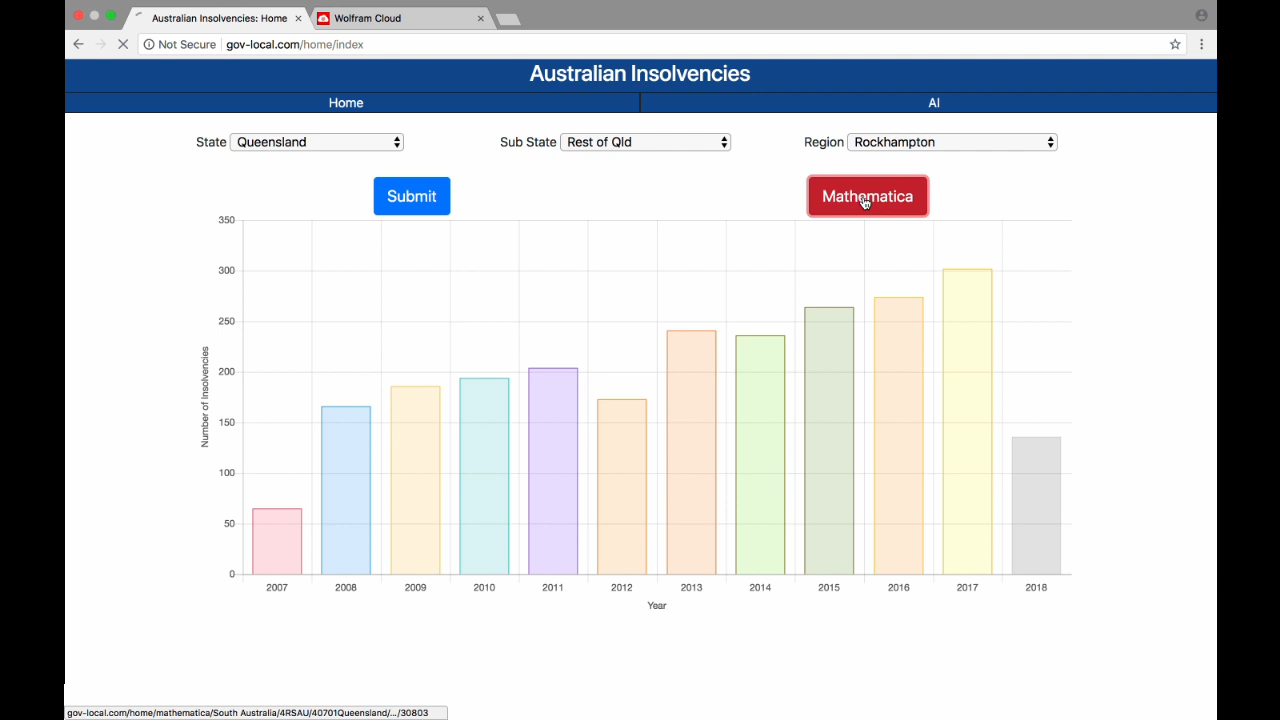 Australian Insolvencies: Home
Wolfram Cloud
Not Secure gov-local.com/home/index
Australian Insolvencies
Home
AI
State Queensland
Sub State Rest of Qld
Region Rockhampton
Submit
Mathematica
350
300
250
200
150
100
50
0
Number of Insolvencies
2007 2008 2009 2010 2011 2012 2013 2014 2015 2016 2017 2018
Year
gov-local.com/home/mathematica/South Australia/4RSAU/40701Queensland/.../30803